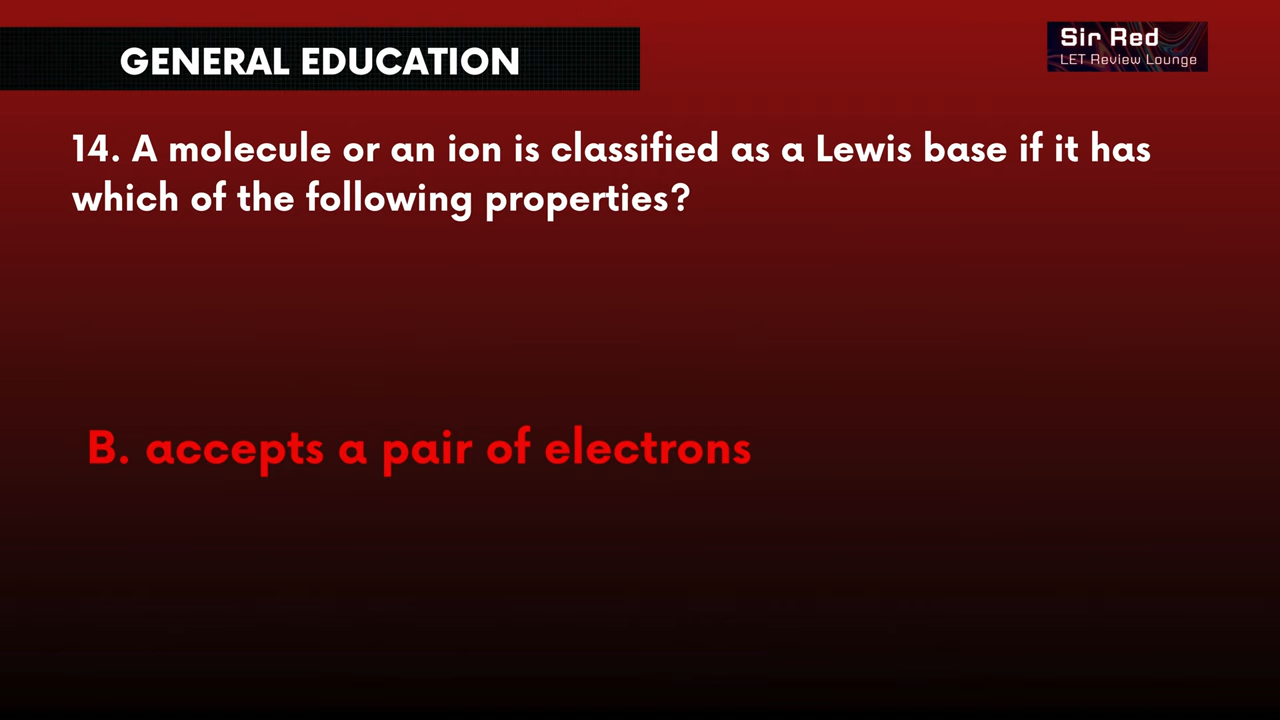 GENERAL EDUCATION
Sir Red
LET Review Lounge
14. A molecule or an ion is classified as a Lewis base if it has
which of the following properties?
B. accepts a pair of electrons